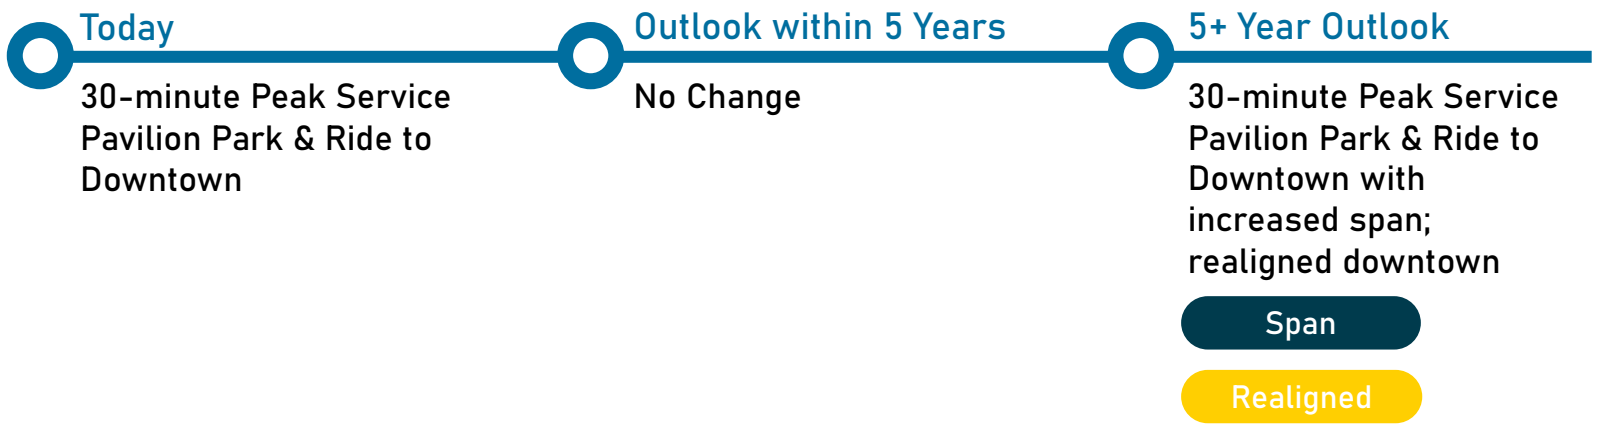 Today
30-minute Peak Service
Pavilion Park & Ride to
Downtown
Outlook within 5 Years
No Change
5+ Year Outlook
30-minute Peak Service
Pavilion Park & Ride to
Downtown with
increased span;
realigned downtown
Span
Realigned